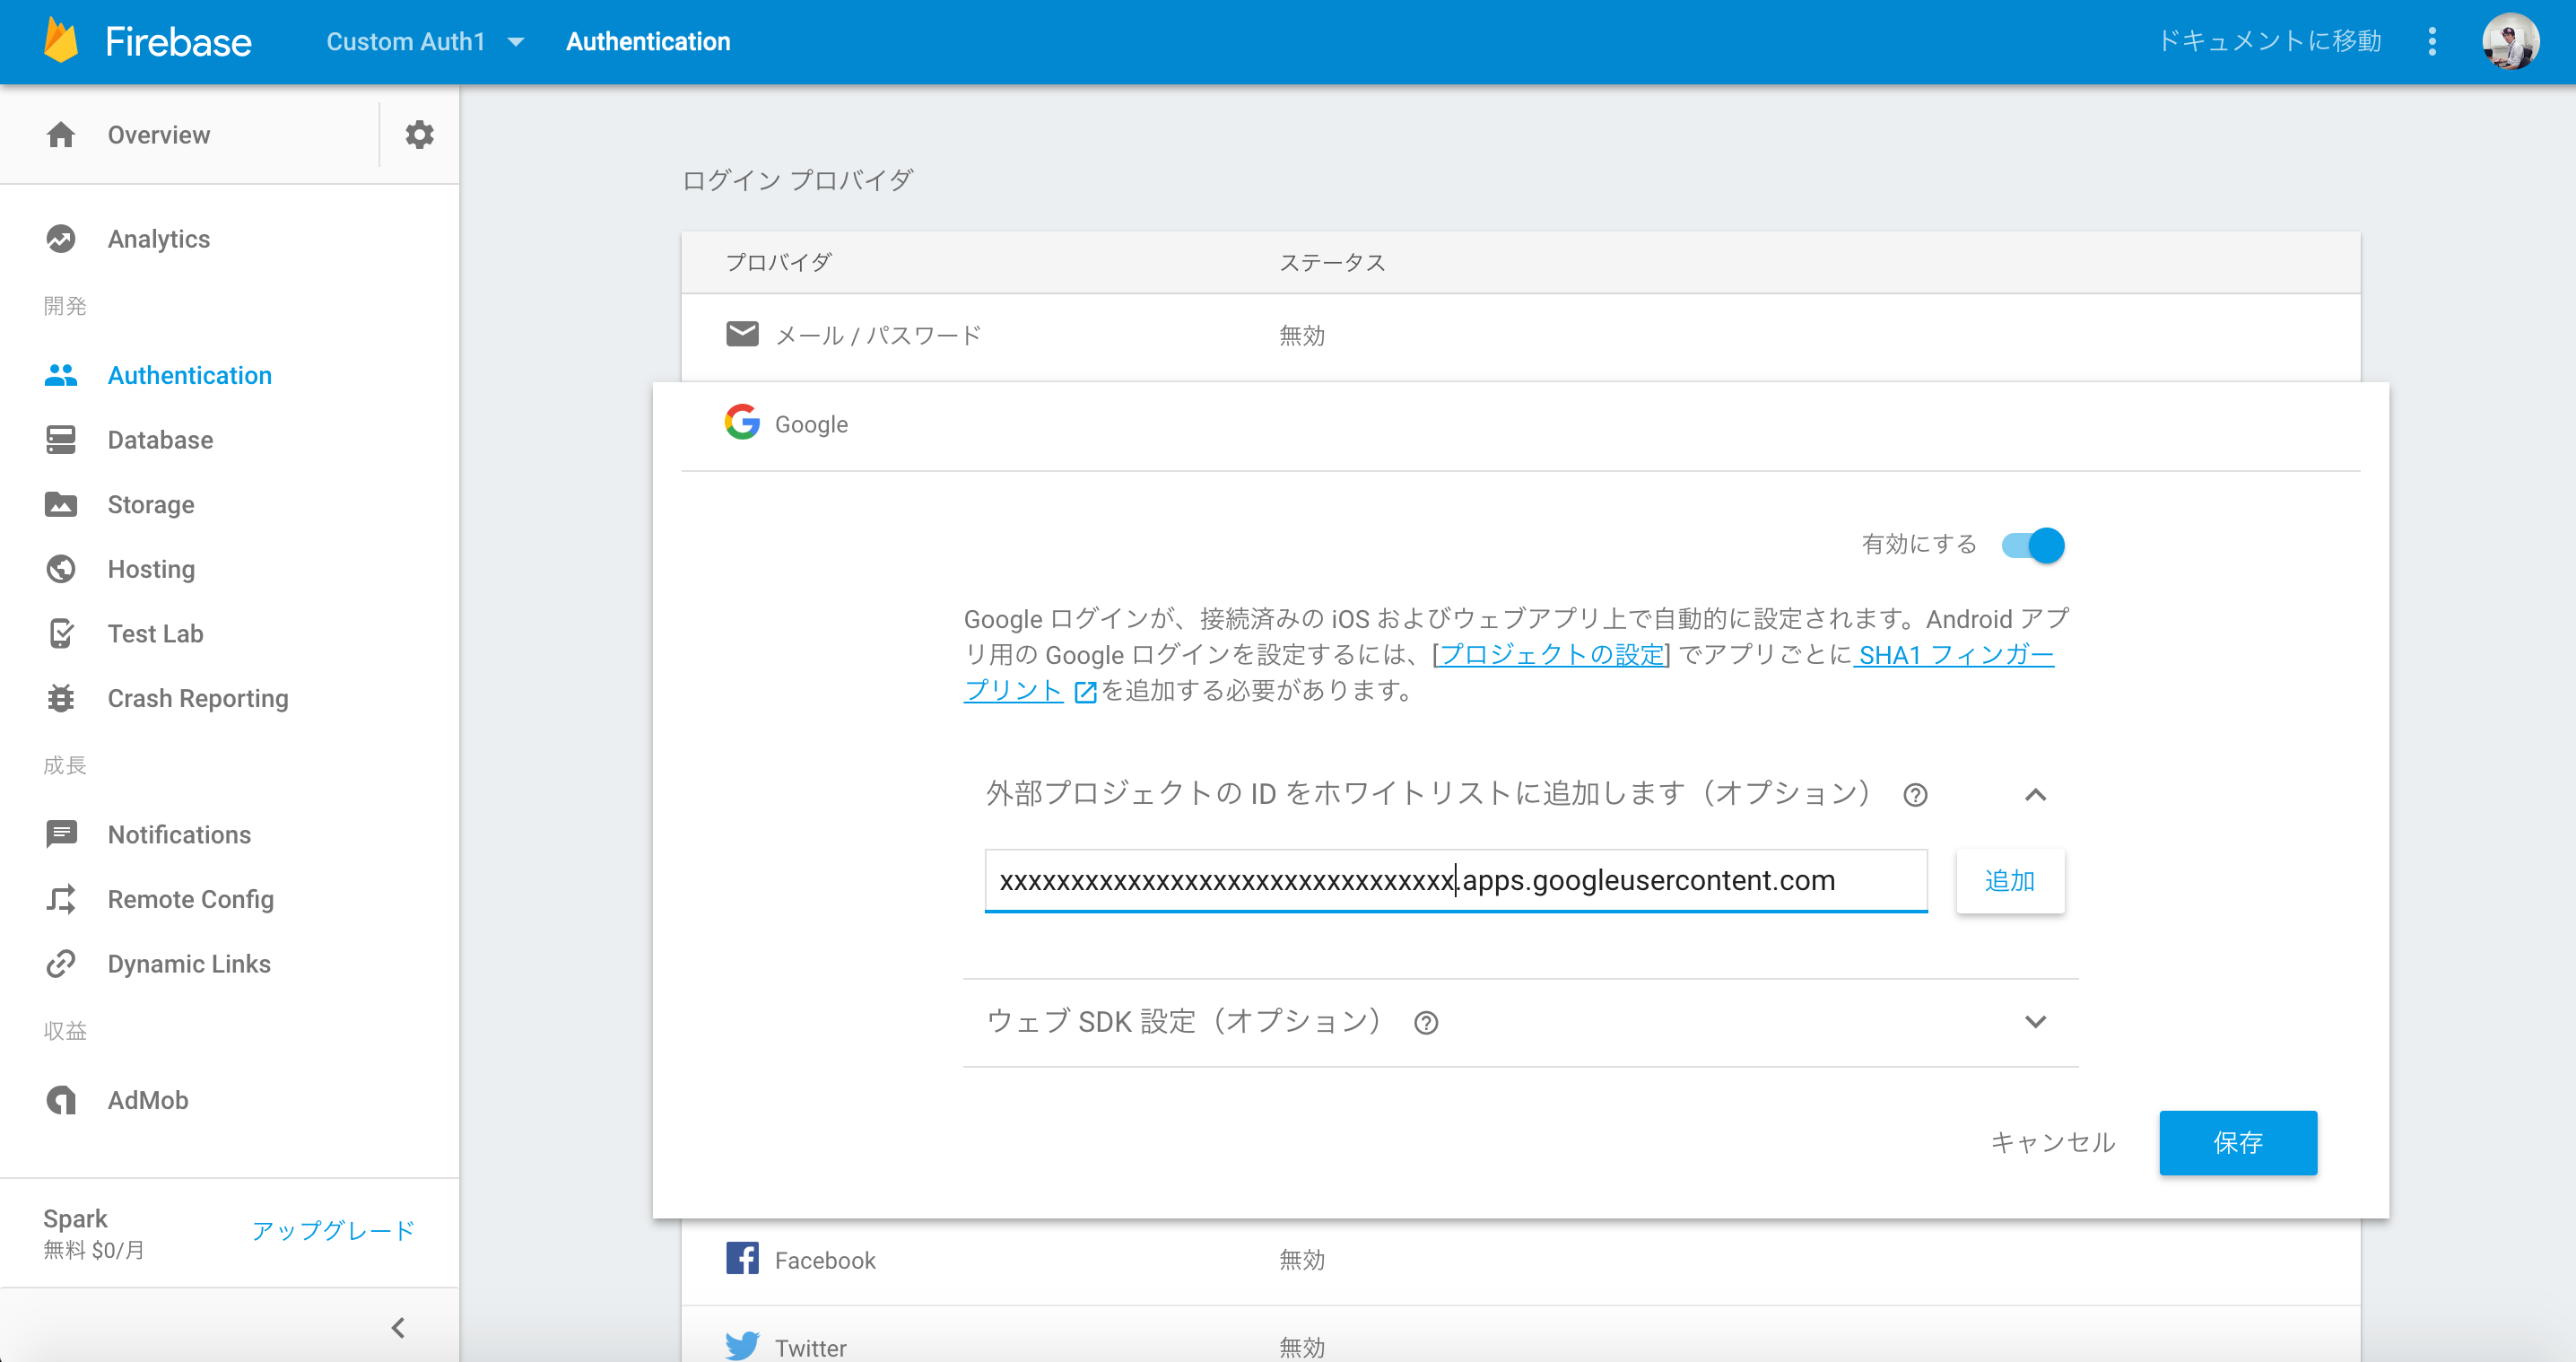 Firebase
Custom Auth1
Authentication
ドキュメントに移動
Overview
Analytics
開発
Authentication
Database
Storage
Hosting
Test Lab
Crash Reporting
成長
Notifications
Remote Config
Dynamic Links
収益
AdMob
Spark
無料 $0/月
アップグレード
ログイン プロバイダ
プロバイダ
ステータス
メール / パスワード
無効
Google
有効にする
Google ログインが、接続済みの iOS およびウェブアプリ上で自動的に設定されます。Android アプ
リ用の Google ログインを設定するには、[プロジェクトの設定] でアプリごとに SHA1 フィンガー
プリント を追加する必要があります。
外部プロジェクトの ID をホワイトリストに追加します（オプション）
xxxxxxxxxxxxxxxxxxxxxxxxxxxxxxxx.apps.googleusercontent.com
追加
ウェブ SDK 設定（オプション）
キャンセル
保存
Facebook
無効
Twitter
無効